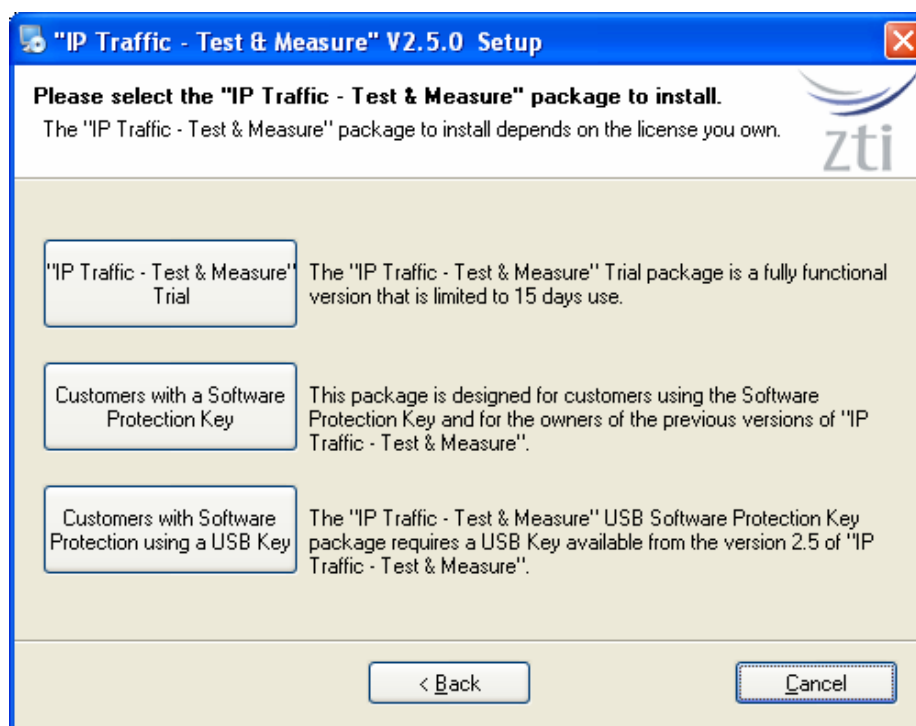 "IP Traffic - Test & Measure" V2.5.0 Setup
Please select the "IP Traffic - Test & Measure" package to install.
The "IP Traffic - Test & Measure" package to install depends on the license you own.
zti
"IP Traffic - Test & Measure"
Trial
The "IP Traffic - Test & Measure" Trial package is a fully functional
version that is limited to 15 days use.
Customers with a Software
Protection Key
This package is designed for customers using the Software
Protection Key and for the owners of the previous versions of "IP
Traffic - Test & Measure".
Customers with Software
Protection using a USB Key
The "IP Traffic - Test & Measure" USB Software Protection Key
package requires a USB Key available from the version 2.5 of "IP
Traffic - Test & Measure".
< Back
Cancel